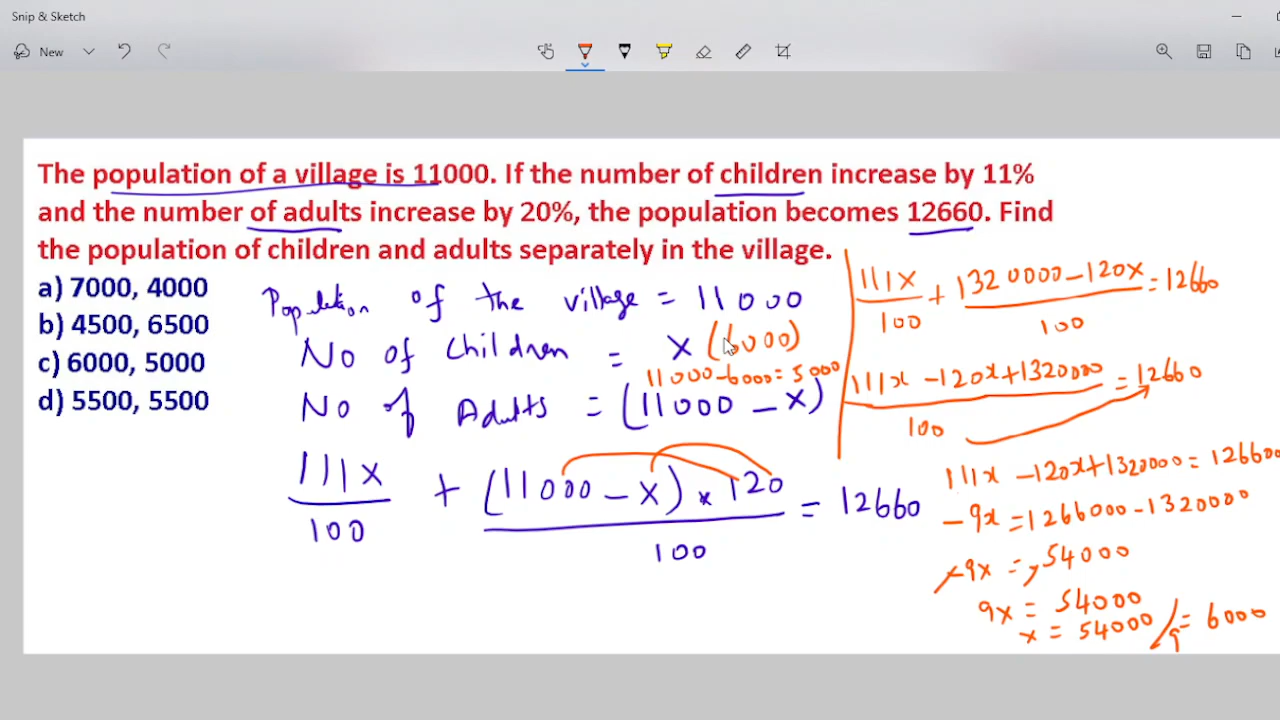 Snip & Sketch
New
The population of a village is 11000. If the number of children increase by 11%
and the number of adults increase by 20%, the population becomes 12660. Find
the population of children and adults separately in the village.
a) 7000, 4000
b) 4500, 6500
c) 6000, 5000
d) 5500, 5500
Population of the village = 11000
No of children = x (6000)
11000-6000=5000
No of Adults = (11000 - x)
111x/100 + (11000 - x) * 120/100 = 12660
111x/100 + 1320000-120x/100 = 12660
111x -120x+1320000/100 = 12660
111x -120x+1320000 = 126600
-9x = 1266000-1320000
-9x = -54000
9x = 54000
x = 54000/9 = 6000